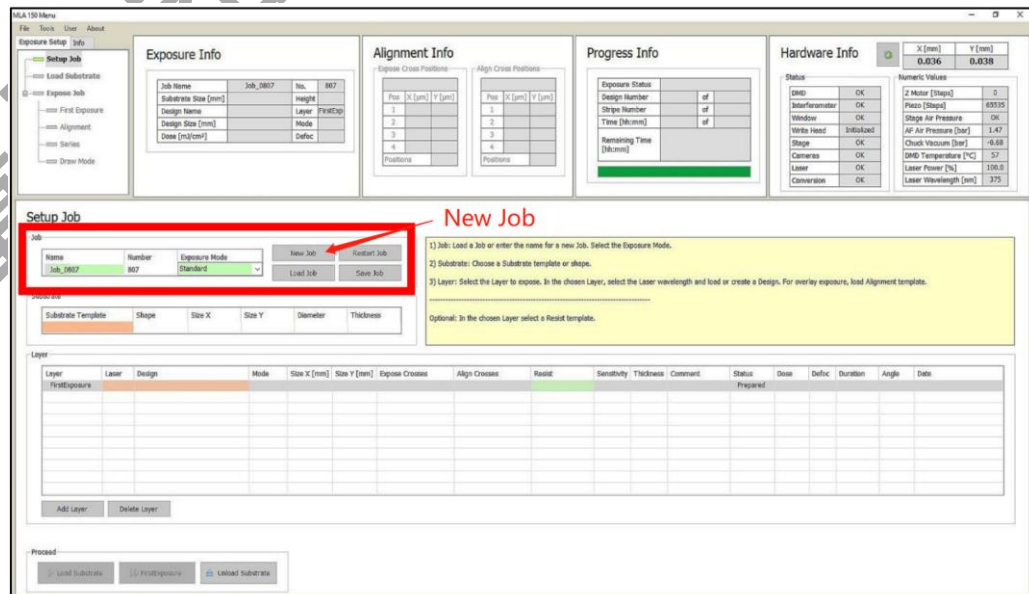 MLA 150 Menu
File Tools User About
Exposure Setup Info
Setup Job
Load Substrate
Expose Job
First Exposure
Alignment
Series
Draw Mode
Exposure Info
Job Name Job_0807 No. 807
Substrate Size [mm] Height
Design Name Layer FirstExp
Design Size [mm] Mode
Dose [mJ/cm²] Defoc
Alignment Info
Expose Cross Positions
Pos X [µm] Y [µm]
1
2
3
4
Positions
Align Cross Positions
Pos X [µm] Y [µm]
1
2
3
4
Positions
Progress Info
Exposure Status
Design Number of
Stripe Number of
Time [hh:mm] of
Remaining Time
[hh:mm]
Hardware Info
X [mm] Y [mm]
0.036 0.038
Status
DMD OK
Interferometer OK
Window OK
Write Head Initialized
Stage OK
Cameras OK
Laser OK
Conversion OK
Numeric Values
Z Motor [Steps] 0
Piezo [Steps] 65535
Stage Air Pressure OK
AF Air Pressure [bar] 1.47
Chuck Vacuum [bar] -0.88
DMD Temperature [°C] 57
Laser Power [%] 100.0
Laser Wavelength [nm] 375
Setup Job
New Job
Job
Name Number Exposure Mode
Job_0807 807 Standard
New Job Restart Job
Load Job Save Job
1) Job: Load a Job or enter the name for a new Job. Select the Exposure Mode.
2) Substrate: Choose a Substrate template or shape.
3) Layer: Select the Layer to expose. In the chosen Layer, select the Laser wavelength and load or create a Design. For overlay exposure, load Alignment template.
Optional: In the chosen Layer select a Resist template.
Substrate
Substrate Template Shape Size X Size Y Diameter Thickness
Layer
Layer Laser Design Mode Size X [mm] Size Y [mm] Expose Crosses Align Crosses Resist Sensitivity Thickness Comment Status Dose Defoc Duration Angle Date
FirstExposure Prepared
Add Layer Delete Layer
Proceed
Load Substrate FirstExposure Unload Substrate